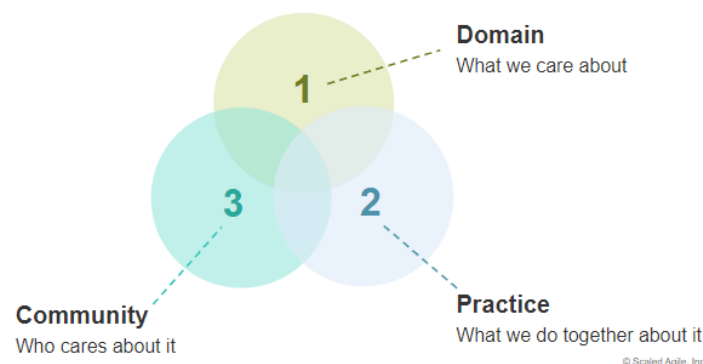 Domain
What we care about
1
3
2
Community
Who cares about it
Practice
What we do together about it
© Scaled Agile, Inc